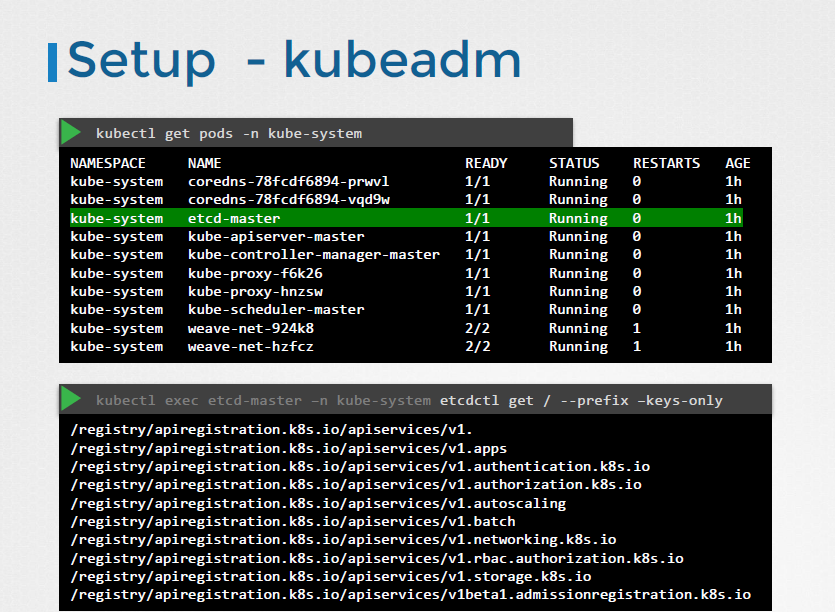 Setup - kubeadm
kubectl get pods -n kube-system
NAMESPACE NAME READY STATUS RESTARTS AGE
kube-system coredns-78fcdf6894-prwvl 1/1 Running 0 1h
kube-system coredns-78fcdf6894-vqd9w 1/1 Running 0 1h
kube-system etcd-master 1/1 Running 0 1h
kube-system kube-apiserver-master 1/1 Running 0 1h
kube-system kube-controller-manager-master 1/1 Running 0 1h
kube-system kube-proxy-f6k26 1/1 Running 0 1h
kube-system kube-proxy-hnzsw 1/1 Running 0 1h
kube-system kube-scheduler-master 1/1 Running 0 1h
kube-system weave-net-924k8 2/2 Running 1 1h
kube-system weave-net-hzfcz 2/2 Running 1 1h
kubectl exec etcd-master –n kube-system etcdctl get / --prefix –keys-only
/registry/apiregistration.k8s.io/apiservices/v1.
/registry/apiregistration.k8s.io/apiservices/v1.apps
/registry/apiregistration.k8s.io/apiservices/v1.authentication.k8s.io
/registry/apiregistration.k8s.io/apiservices/v1.authorization.k8s.io
/registry/apiregistration.k8s.io/apiservices/v1.autoscaling
/registry/apiregistration.k8s.io/apiservices/v1.batch
/registry/apiregistration.k8s.io/apiservices/v1.networking.k8s.io
/registry/apiregistration.k8s.io/apiservices/v1.rbac.authorization.k8s.io
/registry/apiregistration.k8s.io/apiservices/v1.storage.k8s.io
/registry/apiregistration.k8s.io/apiservices/v1beta1.admissionregistration.k8s.io